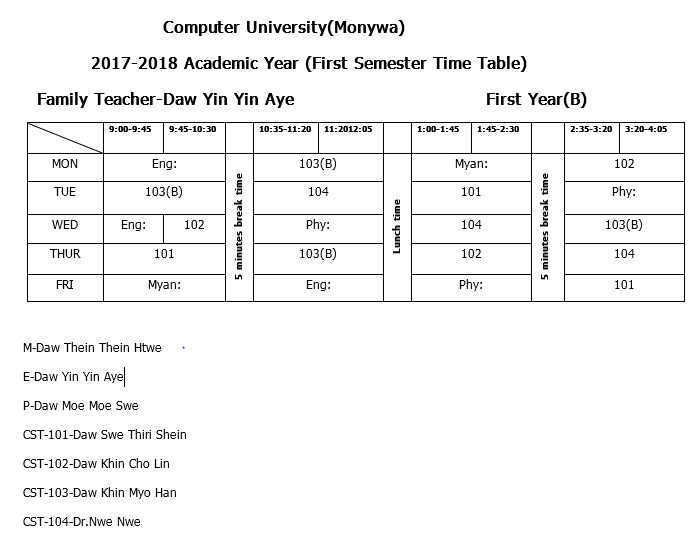 Computer University(Monywa)
2017-2018 Academic Year (First Semester Time Table)
Family Teacher-Daw Yin Yin Aye First Year(B)
9:00-9:45 9:45-10:30 10:35-11:20 11:2012:05 1:00-1:45 1:45-2:30 2:35-3:20 3:20-4:05
MON Eng: 103(B) Myan: 102
TUE 103(B) 104 101 Phy:
WED Eng: 102 Phy: 104 103(B)
THUR 101 103(B) 102 104
FRI Myan: Eng: Phy: 101
5 minutes break time
Lunch time
5 minutes break time
M-Daw Thein Thein Htwe
E-Daw Yin Yin Aye
P-Daw Moe Moe Swe
CST-101-Daw Swe Thiri Shein
CST-102-Daw Khin Cho Lin
CST-103-Daw Khin Myo Han
CST-104-Dr.Nwe Nwe